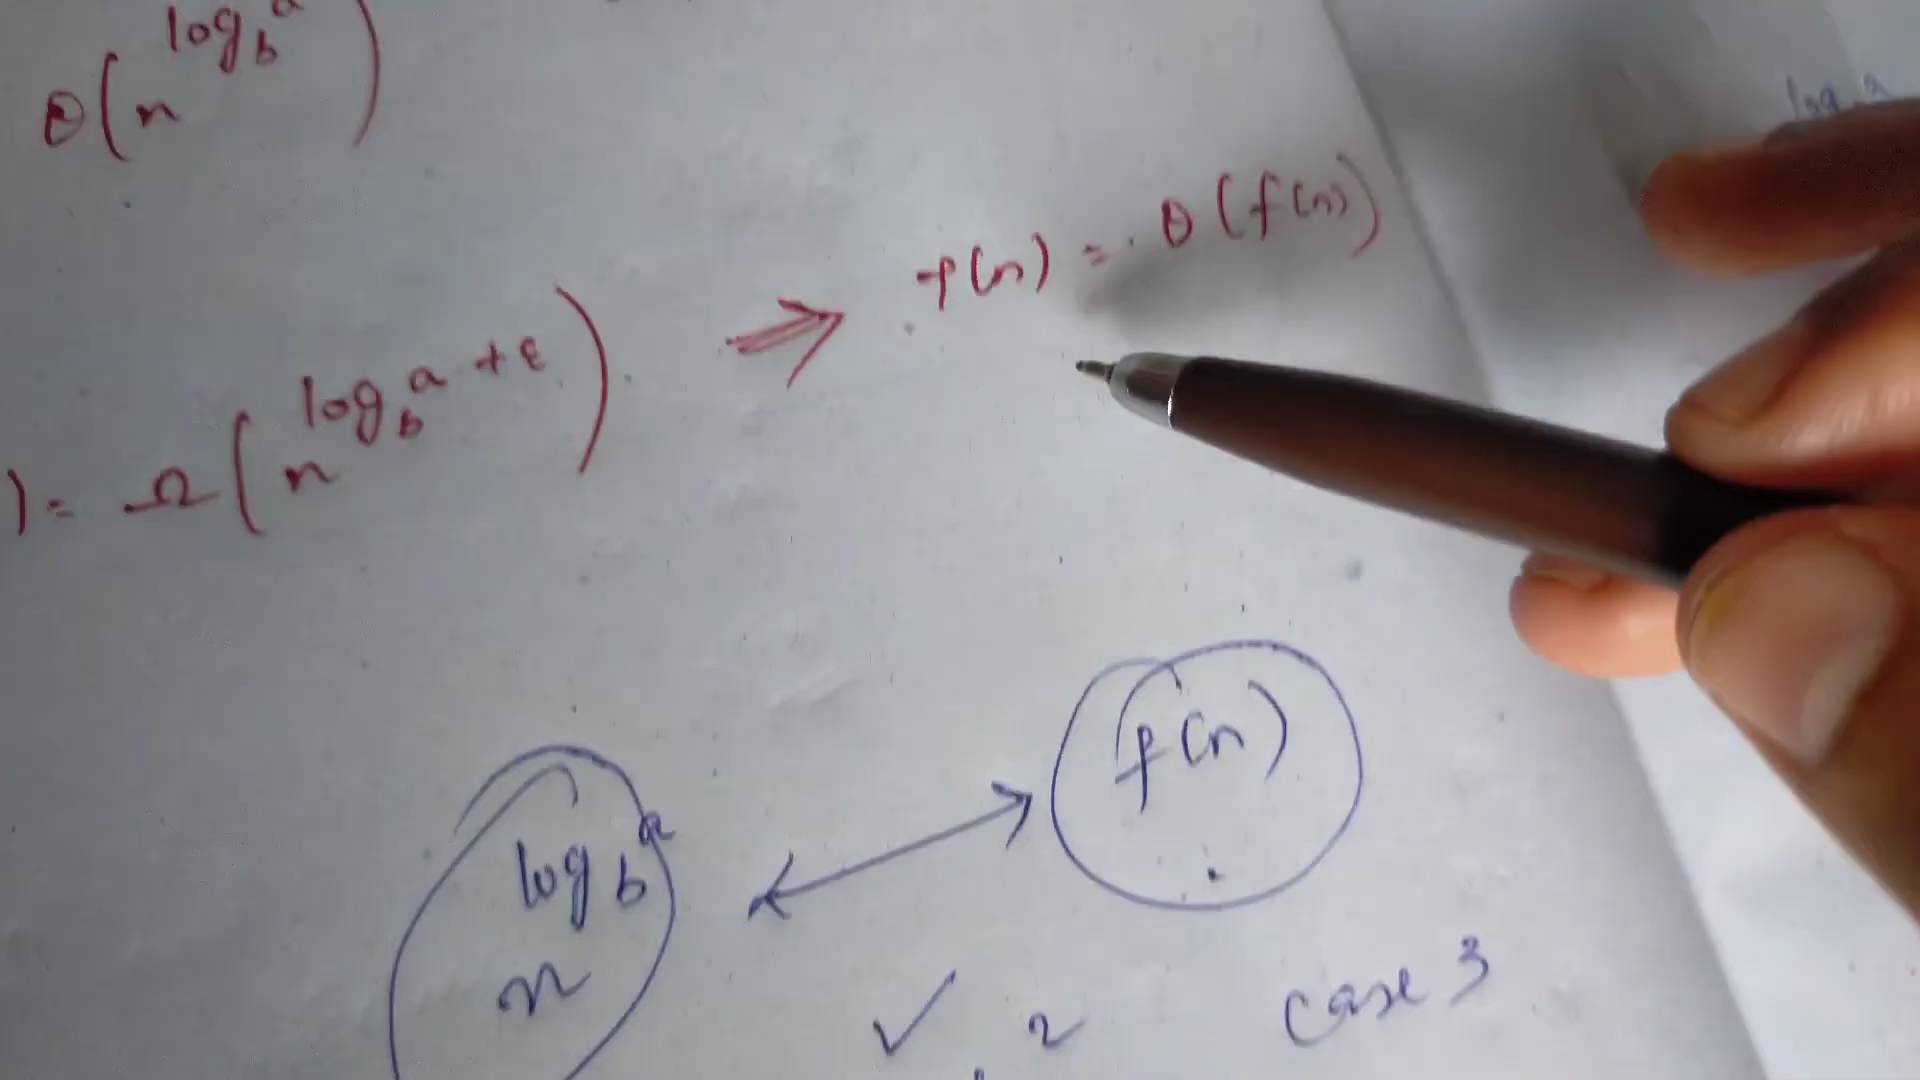 θ(n^log_b a)
) = Ω(n^log_b a + ε) ⇒ T(n) = θ(f(n))
n^log_b a ↔ f(n)
✓ 2 case 3